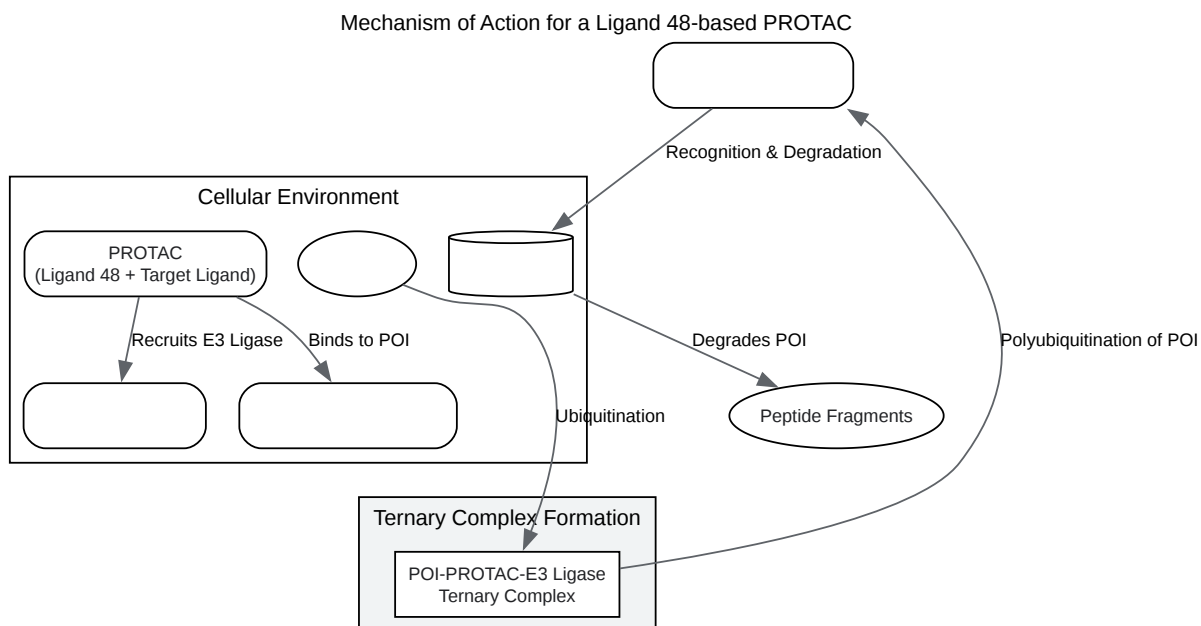 Mechanism of Action for a Ligand 48-based PROTAC
Recognition & Degradation
Cellular Environment
PROTAC
(Ligand 48 + Target Ligand)
Recruits E3 Ligase
Binds to POI
Degrades POI
Polyubiquitination of POI
Ubiquitination
Peptide Fragments
Ternary Complex Formation
POI-PROTAC-E3 Ligase
Ternary Complex